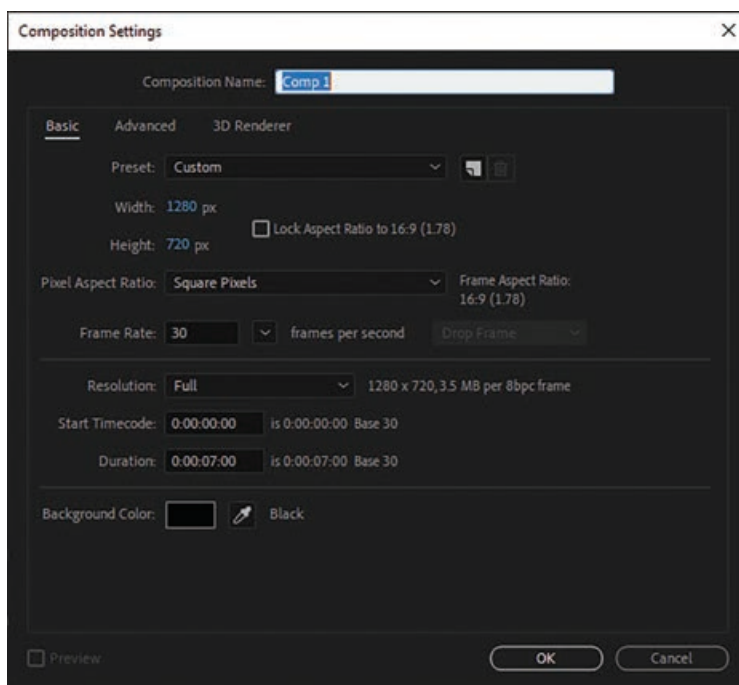 Composition Settings
Composition Name: Comp 1
Basic Advanced 3D Renderer
Preset: Custom
Width: 1280 px
Lock Aspect Ratio to 16:9 (1.78)
Height: 720 px
Pixel Aspect Ratio: Square Pixels Frame Aspect Ratio:
16:9 (1.78)
Frame Rate: 30 frames per second Drop Frame
Resolution: Full 1280 x 720, 3.5 MB per 8bpc frame
Start Timecode: 0:00:00:00 is 0:00:00:00 Base 30
Duration: 0:00:07:00 is 0:00:07:00 Base 30
Background Color: Black
Preview OK Cancel